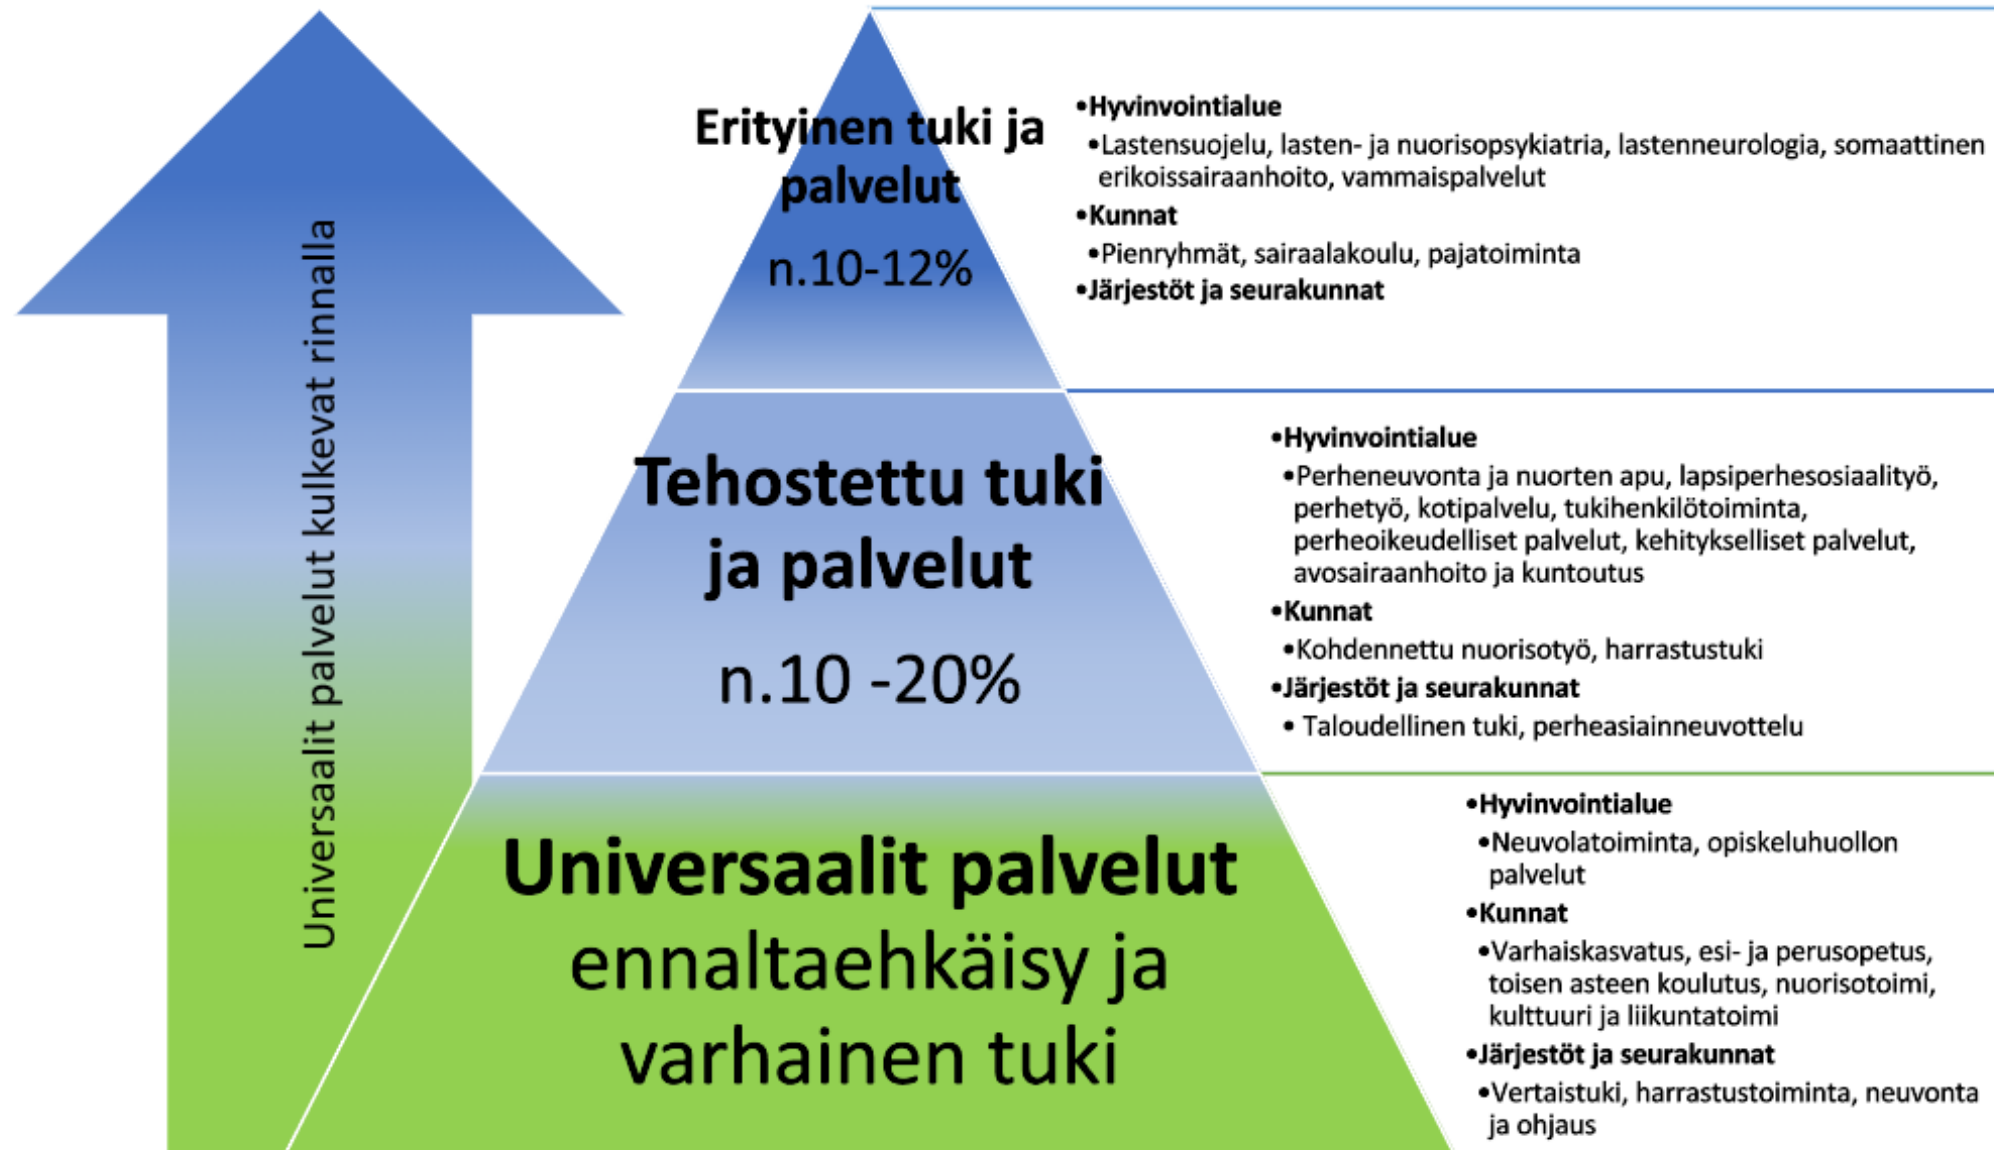 Universaalit palvelut kulkevat rinnalla
Erityinen tuki ja
palvelut
n.10-12%
•Hyvinvointialue
•Lastensuojelu, lasten- ja nuorisopsykiatria, lastenneurologia, somaattinen
erikoissairaanhoito, vammaispalvelut
•Kunnat
•Pienryhmät, sairaalakoulu, pajatoiminta
•Järjestöt ja seurakunnat
Tehostettu tuki
ja palvelut
n.10 -20%
•Hyvinvointialue
•Perheneuvonta ja nuorten apu, lapsiperhesosiaalityö,
perhetyö, kotipalvelu, tukihenkilötoiminta,
perheoikeudelliset palvelut, kehitykselliset palvelut,
avosairaanhoito ja kuntoutus
•Kunnat
•Kohdennettu nuorisotyö, harrastustuki
•Järjestöt ja seurakunnat
• Taloudellinen tuki, perheasiainneuvottelu
Universaalit palvelut
ennaltaehkäisy ja
varhainen tuki
•Hyvinvointialue
•Neuvolatoiminta, opiskeluhuollon
palvelut
•Kunnat
•Varhaiskasvatus, esi- ja perusopetus,
toisen asteen koulutus, nuorisotoimi,
kulttuuri ja liikuntatoimi
•Järjestöt ja seurakunnat
•Vertaistuki, harrastustoiminta, neuvonta
ja ohjaus